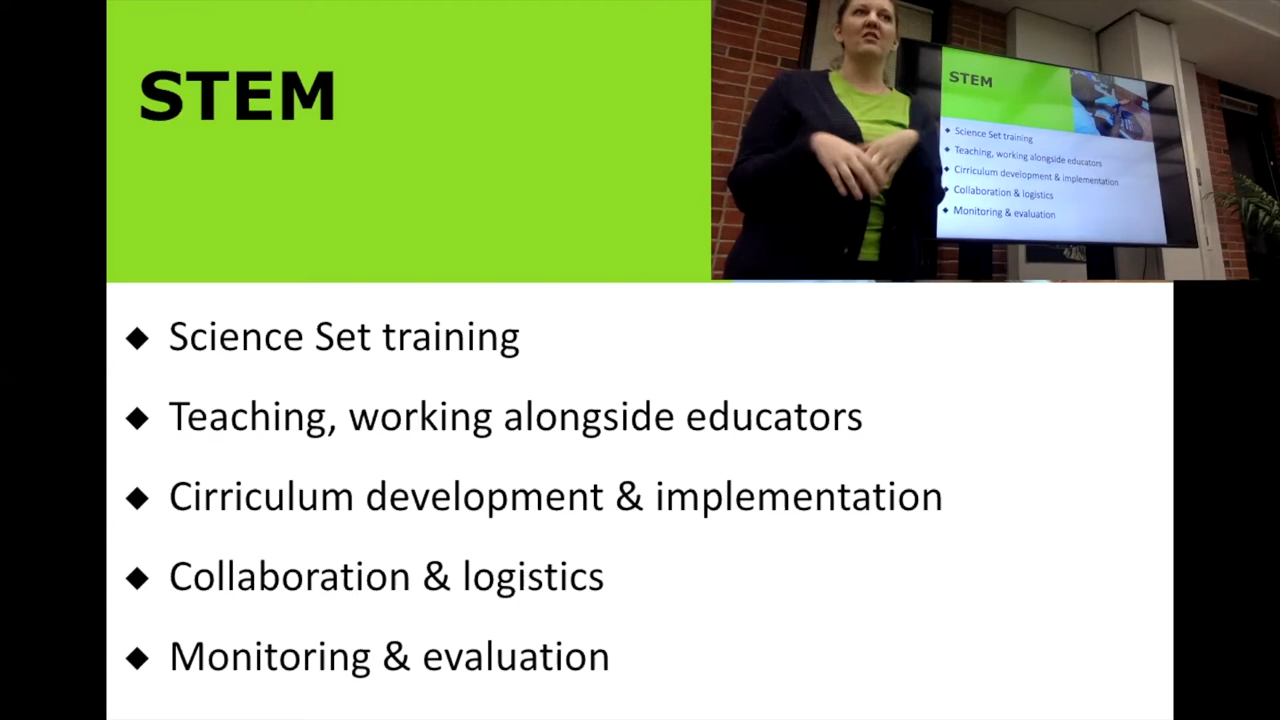 STEM
Science Set training
Teaching, working alongside educators
Cirriculum development & implementation
Collaboration & logistics
Monitoring & evaluation
STEM
Science Set training
Teaching, working alongside educators
Cirriculum development & implementation
Collaboration & logistics
Monitoring & evaluation